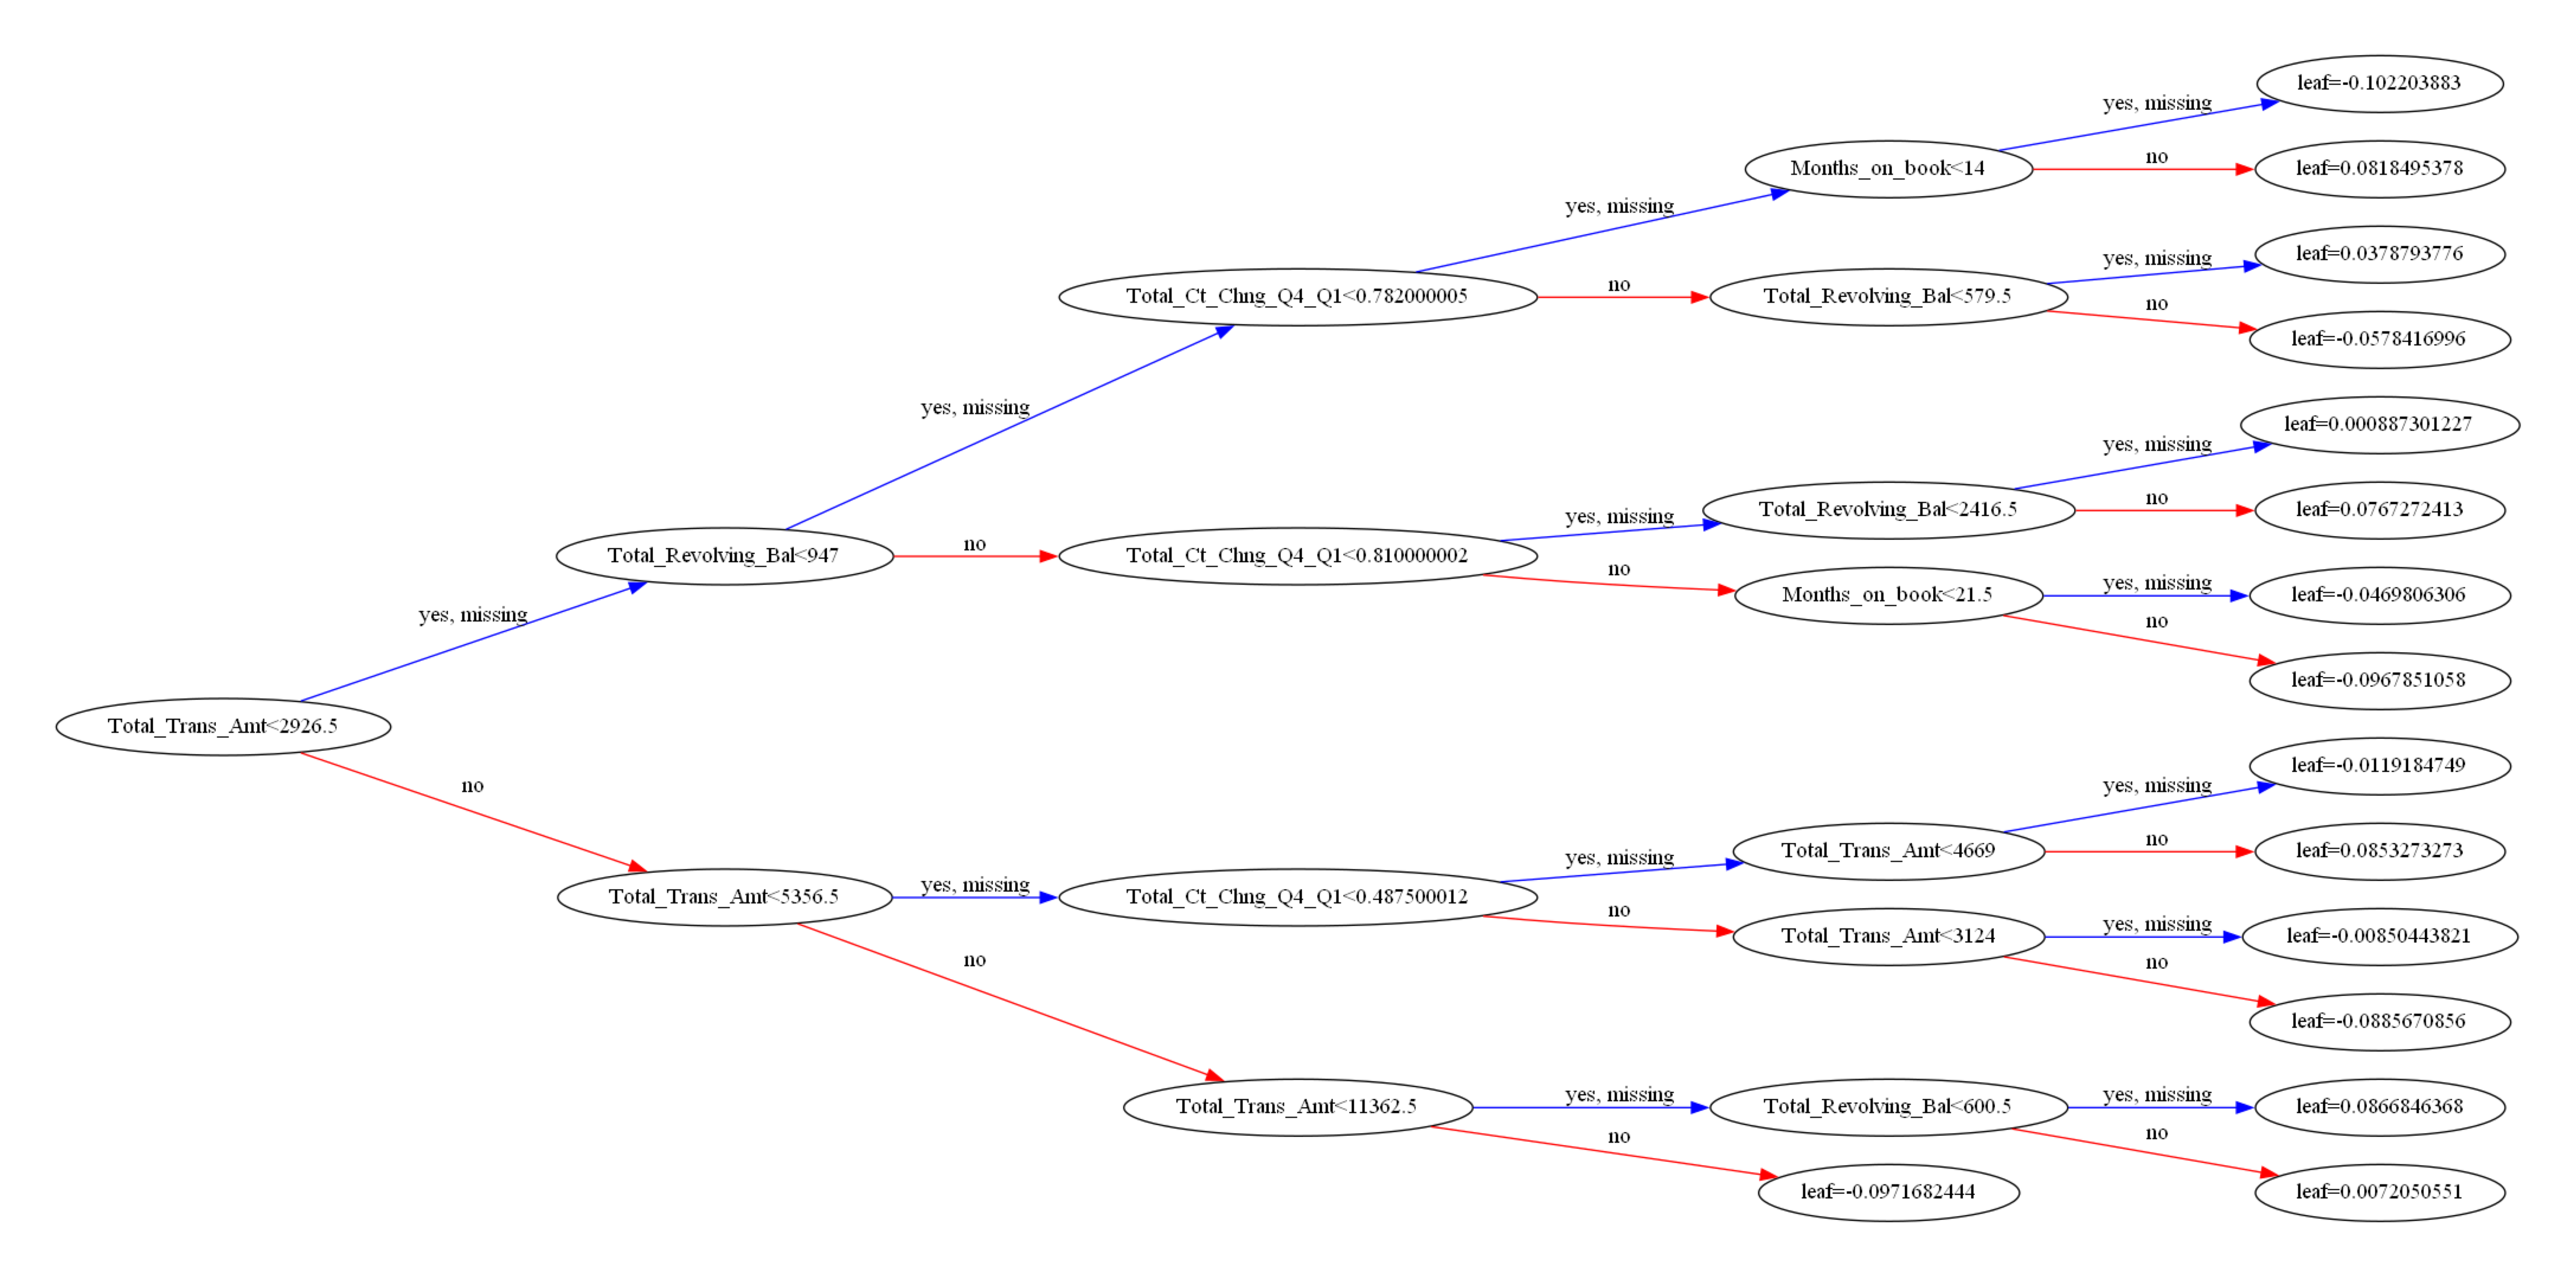 leaf=-0.102203883
yes, missing
Months_on_book<14
no
leaf=0.0818495378
yes, missing
leaf=0.0378793776
yes, missing
Total_Ct_Chng_Q4_Q1<0.782000005
no
Total_Revolving_Bal<579.5
no
leaf=-0.0578416996
yes, missing
leaf=0.000887301227
yes, missing
Total_Revolving_Bal<2416.5
no
leaf=0.0767272413
yes, missing
Total_Revolving_Bal<947
no
Total_Ct_Chng_Q4_Q1<0.810000002
no
Months_on_book<21.5
yes, missing
leaf=-0.0469806306
no
leaf=-0.0967851058
yes, missing
Total_Trans_Amt<2926.5
no
leaf=-0.0119184749
yes, missing
yes, missing
Total_Trans_Amt<4669
no
leaf=0.0853273273
Total_Trans_Amt<5356.5
yes, missing
Total_Ct_Chng_Q4_Q1<0.487500012
no
Total_Trans_Amt<3124
yes, missing
leaf=-0.00850443821
no
no
leaf=-0.0885670856
Total_Trans_Amt<11362.5
yes, missing
Total_Revolving_Bal<600.5
yes, missing
leaf=0.0866846368
no
no
leaf=-0.0971682444
leaf=0.0072050551